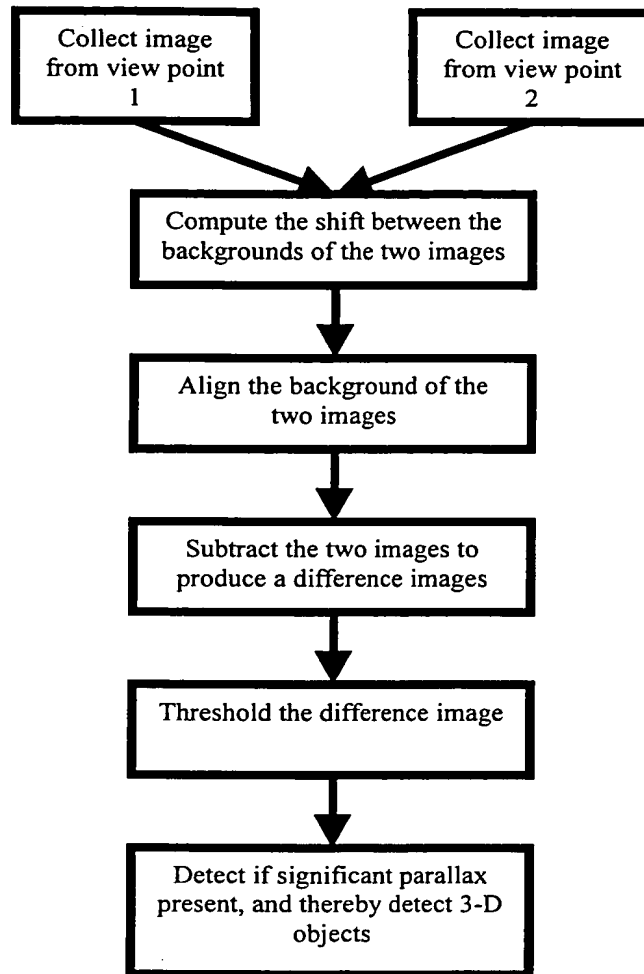 Collect image
from view point
1
Collect image
from view point
2
Compute the shift between the
backgrounds of the two images
Align the background of the
two images
Subtract the two images to
produce a difference images
Threshold the difference image
Detect if significant parallax
present, and thereby detect 3-D
objects